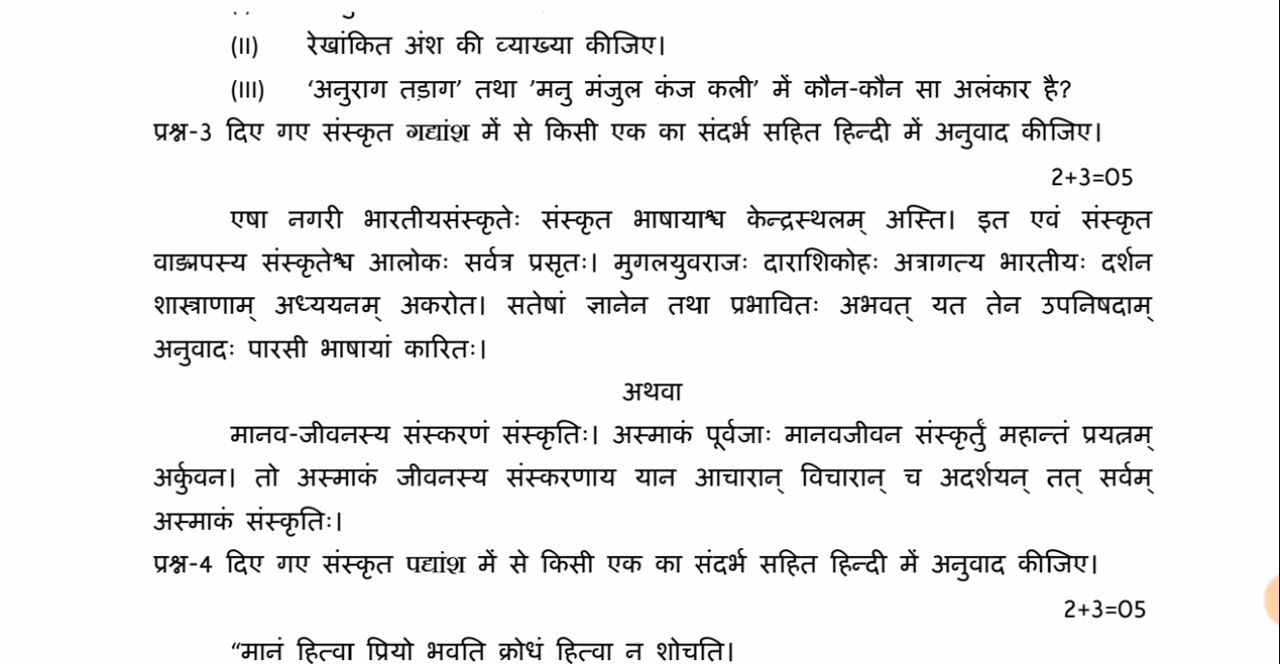 (II) रेखांकित अंश की व्याख्या कीजिए।
(III) ‘अनुराग तड़ाग’ तथा ’मनु मंजुल कंज कली’ में कौन-कौन सा अलंकार है?
प्रश्न-3 दिए गए संस्कृत गद्यांश में से किसी एक का संदर्भ सहित हिन्दी में अनुवाद कीजिए।
2+3=05
एषा नगरी भारतीयसंस्कृतेः संस्कृत भाषायाश्च केन्द्रस्थलम् अस्ति। इत एवं संस्कृत
वाङ्मपस्य संस्कृतेश्च आलोकः सर्वत्र प्रसृतः। मुगलयुवराजः दाराशिकोहः अत्रागत्य भारतीयः दर्शन
शास्त्राणाम् अध्ययनम् अकरोत। सतेषां ज्ञानेन तथा प्रभावितः अभवत् यत तेन उपनिषदाम्
अनुवादः पारसी भाषायां कारितः।
अथवा
मानव-जीवनस्य संस्करणं संस्कृतिः। अस्माकं पूर्वजाः मानवजीवन संस्कृर्तुं महान्तं प्रयत्नम्
अर्कुवन। तो अस्माकं जीवनस्य संस्करणाय यान आचारान् विचारान् च अदर्शयन् तत् सर्वम्
अस्माकं संस्कृतिः।
प्रश्न-4 दिए गए संस्कृत पद्यांश में से किसी एक का संदर्भ सहित हिन्दी में अनुवाद कीजिए।
2+3=05
“मानं हित्वा प्रियो भवति क्रोधं हित्वा न शोचति।